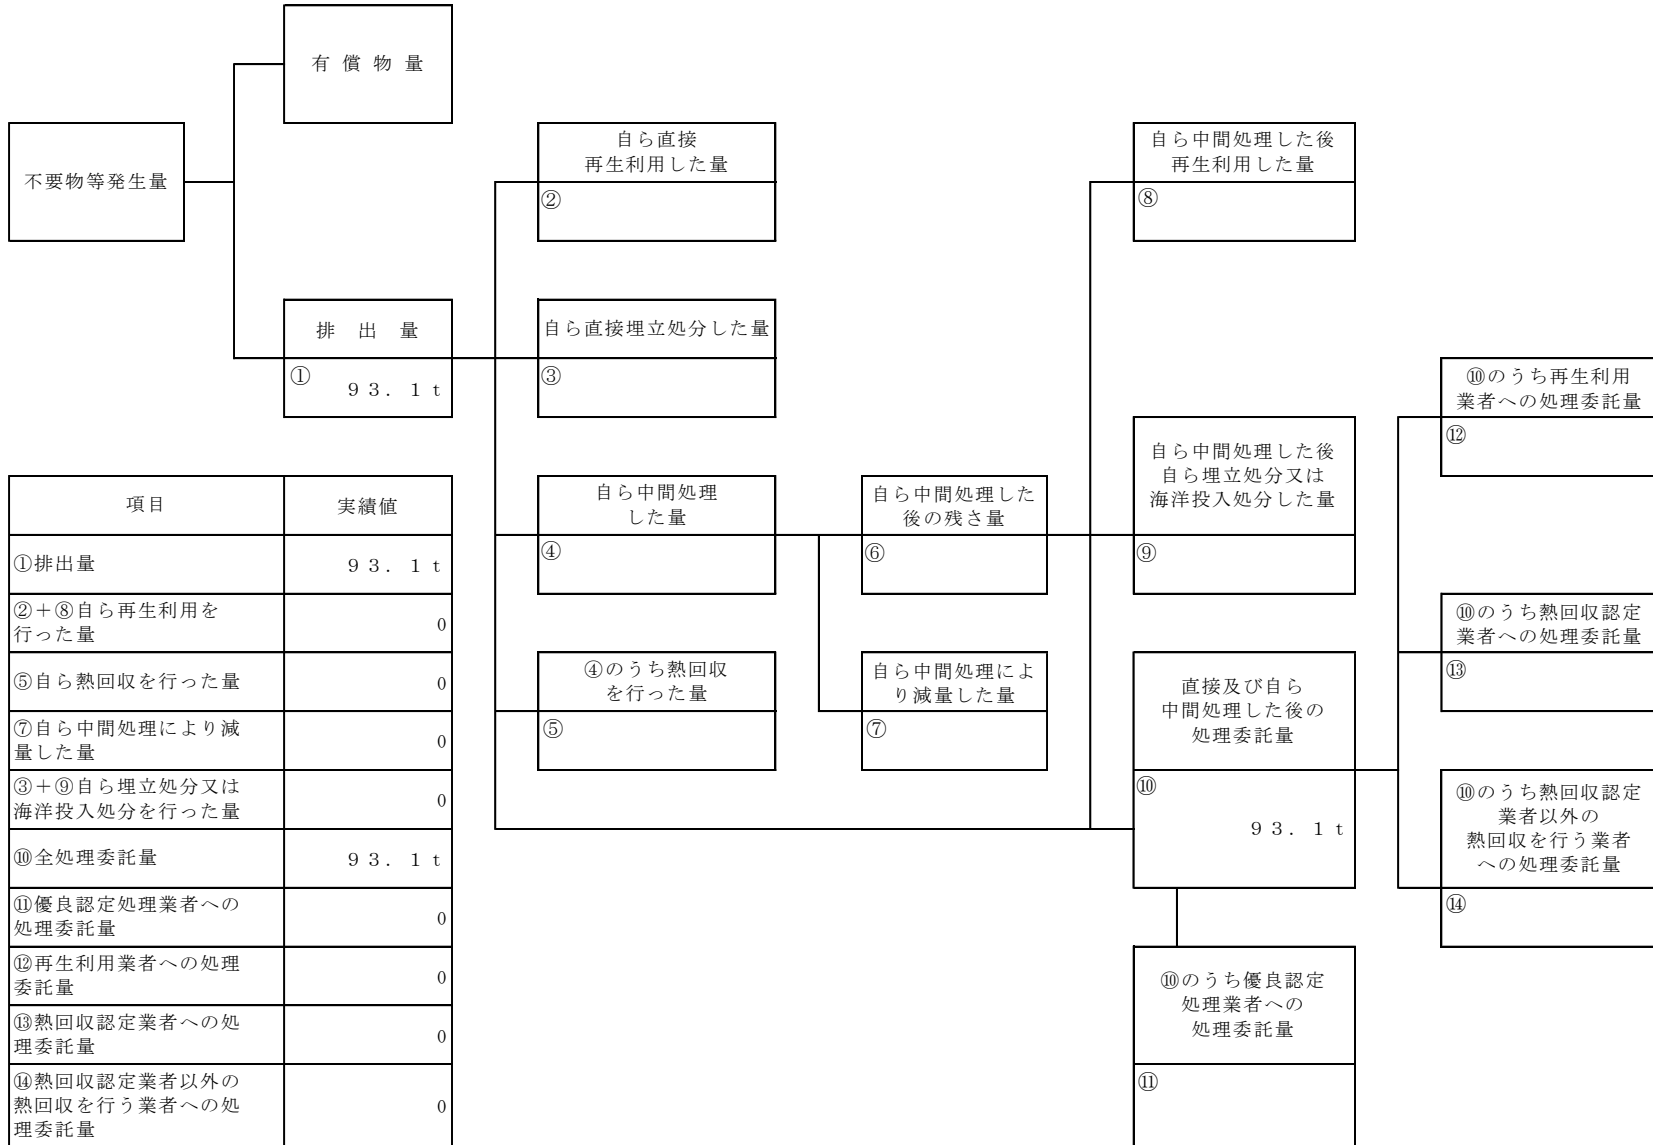 有償物量
不要物等発生量
自ら直接
再生利用した量
②
自ら中間処理した後
再生利用した量
⑧
排出量
① 93.1t
自ら直接埋立処分した量
③
⑩のうち再生利用
業者への処理委託量
⑫
自ら中間処理
した量
④
自ら中間処理した
後の残さ量
⑥
自ら中間処理した後
自ら埋立処分又は
海洋投入処分した量
⑨
⑩のうち熱回収認定
業者への処理委託量
⑬
④のうち熱回収
を行った量
⑤
自ら中間処理によ
り減量した量
⑦
直接及び自ら
中間処理した後の
処理委託量
⑩
93.1t
⑩のうち熱回収認定
業者以外の
熱回収を行う業者
への処理委託量
⑭
⑩のうち優良認定
処理業者への
処理委託量
⑪
項目 実績値
①排出量 93.1t
②+⑧自ら再生利用を
行った量 0
⑤自ら熱回収を行った量 0
⑦自ら中間処理により減
量した量 0
③+⑨自ら埋立処分又は
海洋投入処分を行った量 0
⑩全処理委託量 93.1t
⑪優良認定処理業者への
処理委託量 0
⑫再生利用業者への処理
委託量 0
⑬熱回収認定業者への処
理委託量 0
⑭熱回収認定業者以外の
熱回収を行う業者への処
理委託量 0